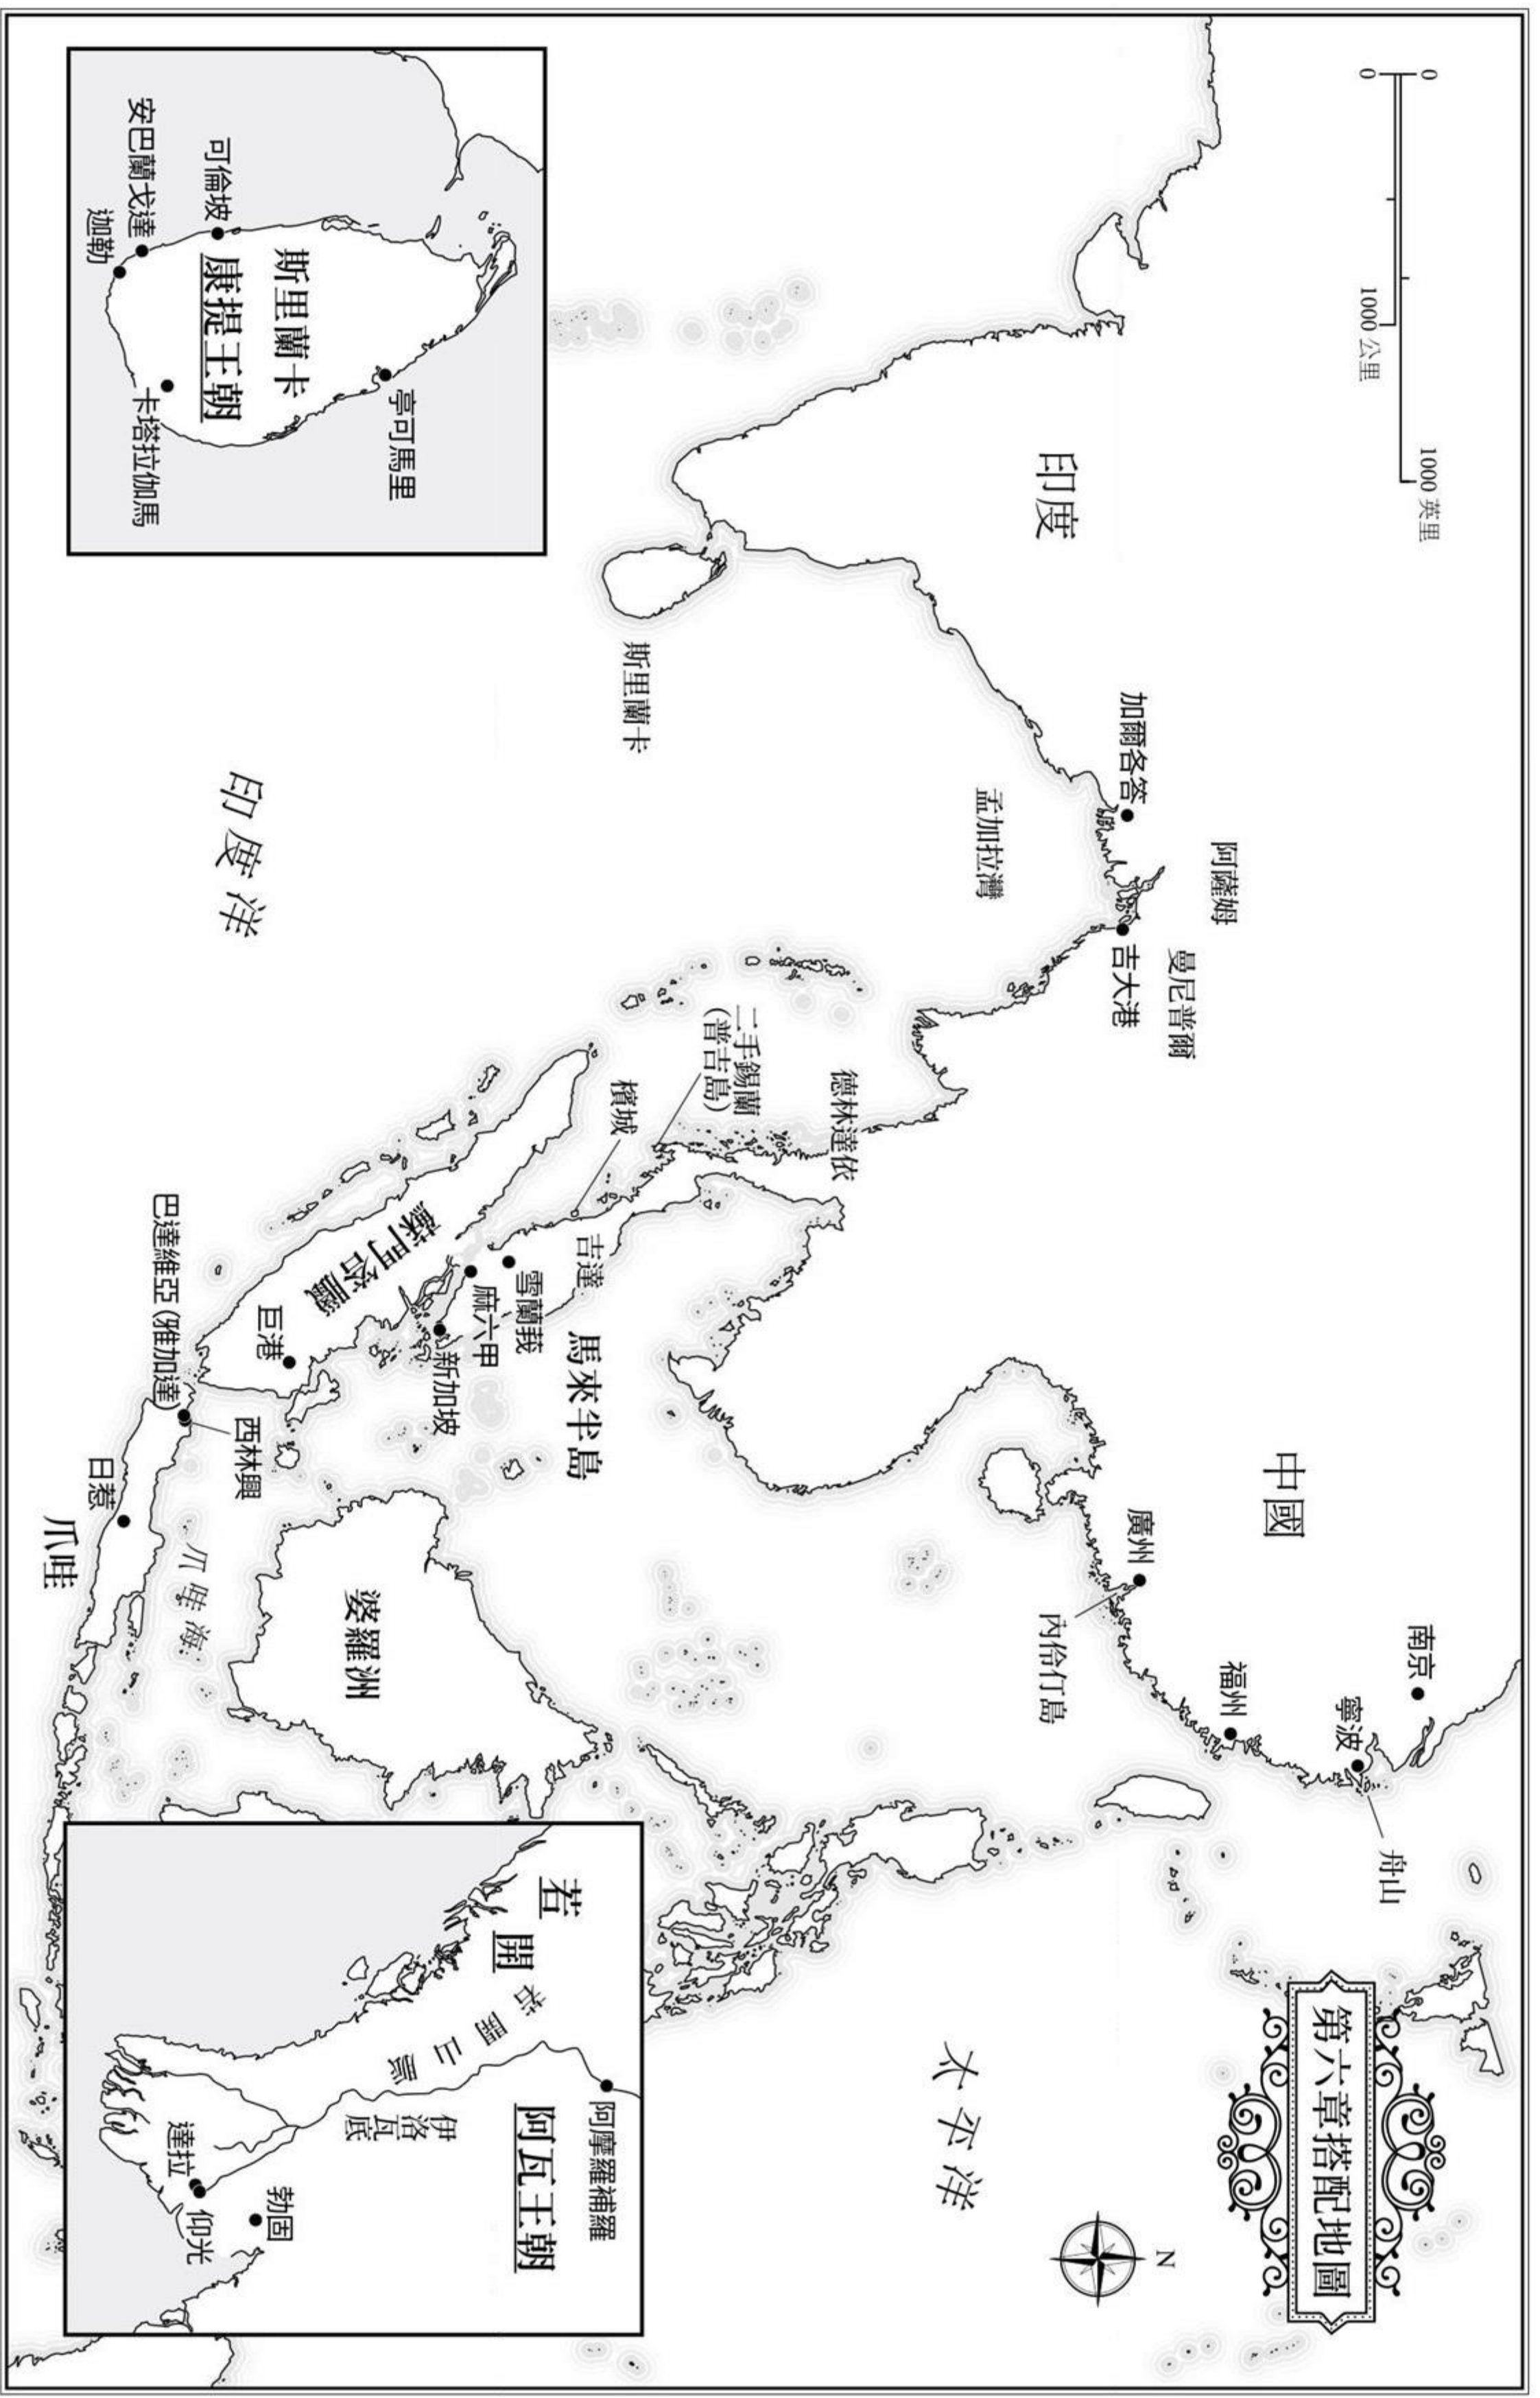 第六章搭配地圖
0
1000 英里
0
1000 公里
N
印度
中國
阿薩姆
曼尼普爾
加爾各答
吉大港
孟加拉灣
南京
寧波
舟山
福州
廣州
內伶仃島
太平洋
斯里蘭卡
印度洋
德林達依
二手錫蘭
(普吉島)
檳城
吉達
雪蘭莪
麻六甲
新加坡
馬來半島
蘇門答臘
巨港
巴達維亞 (雅加達)
西林興
日惹
爪哇
爪哇海
婆羅洲
斯里蘭卡
康提王朝
亭可馬里
可倫坡
安巴蘭戈達
迦勒
卡塔拉伽馬
若開
若開山脈
阿摩羅補羅
阿瓦王朝
伊洛瓦底
勃固
達拉
仰光